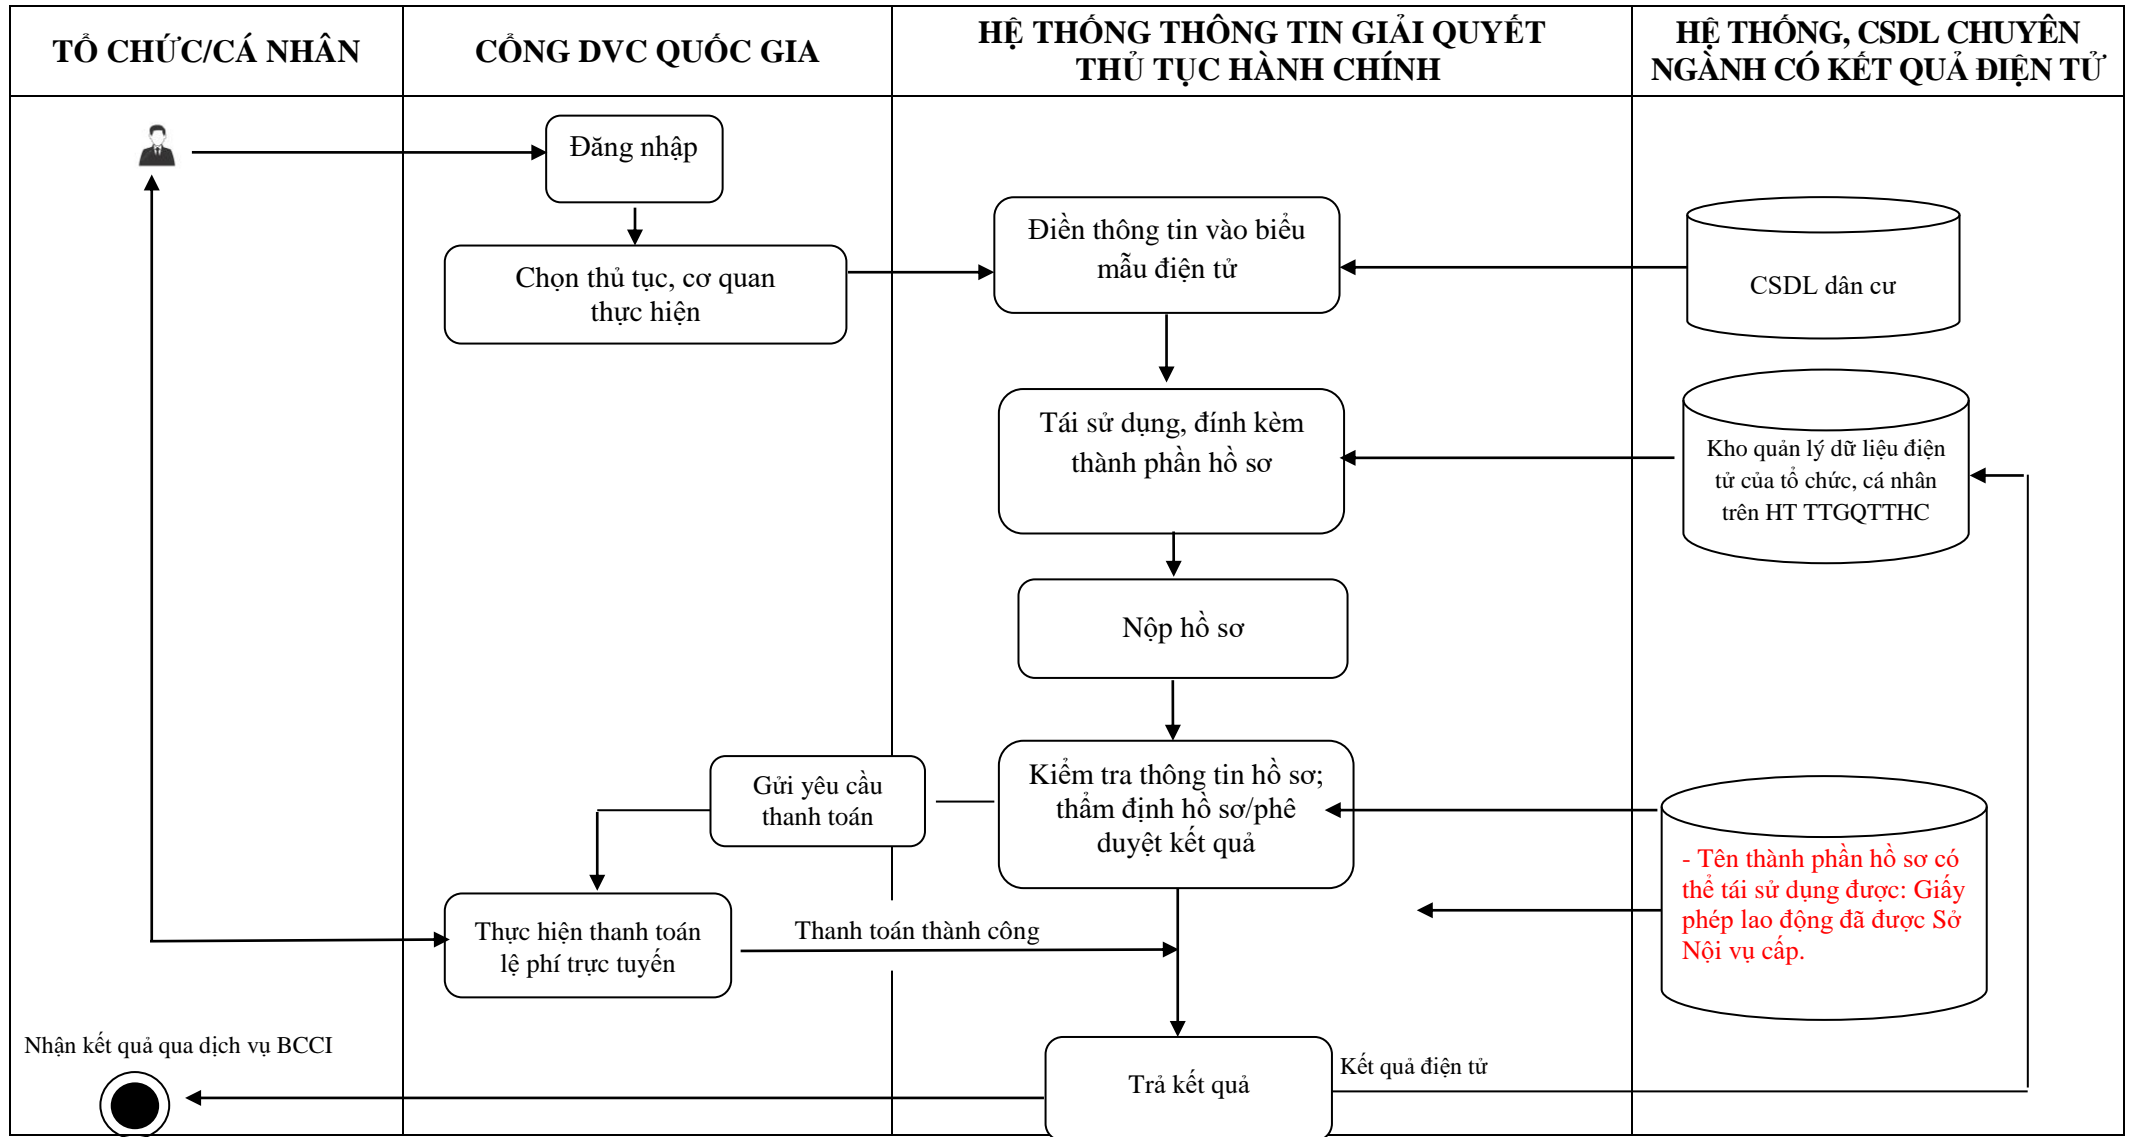 TỔ CHỨC/CÁ NHÂN
CỔNG DVC QUỐC GIA
HỆ THỐNG THÔNG TIN GIẢI QUYẾT
THỦ TỤC HÀNH CHÍNH
HỆ THỐNG, CSDL CHUYÊN
NGÀNH CÓ KẾT QUẢ ĐIỆN TỬ
Đăng nhập
Chọn thủ tục, cơ quan
thực hiện
Điền thông tin vào biểu
mẫu điện tử
CSDL dân cư
Tái sử dụng, đính kèm
thành phần hồ sơ
Kho quản lý dữ liệu điện
tử của tổ chức, cá nhân
trên HT TTGQTTHC
Nộp hồ sơ
Kiểm tra thông tin hồ sơ;
thẩm định hồ sơ/phê
duyệt kết quả
Gửi yêu cầu
thanh toán
- Tên thành phần hồ sơ có
thể tái sử dụng được: Giấy
phép lao động đã được Sở
Nội vụ cấp.
Thực hiện thanh toán
lệ phí trực tuyến
Thanh toán thành công
Nhận kết quả qua dịch vụ BCCI
Trả kết quả
Kết quả điện tử